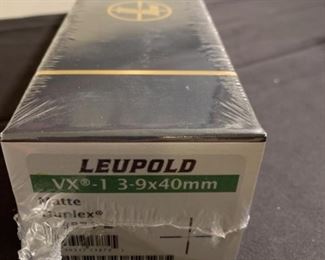 LEUPOLD
VX®-1 3-9x40mm
Matte
Duplex®